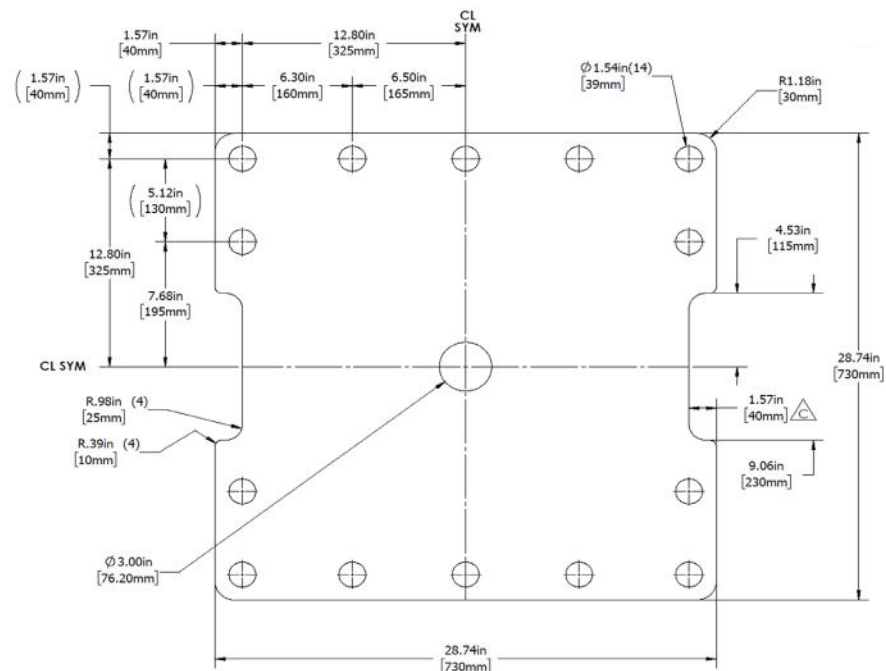 CL
SYM
1.57in
[40mm]
12.80in
[325mm]
(1.57in
[40mm])
(1.57in
[40mm])
6.30in
[160mm]
6.50in
[165mm]
Ø1.54in(14)
[39mm]
R1.18in
[30mm]
(5.12in
[130mm])
4.53in
[115mm]
12.80in
[325mm]
7.68in
[195mm]
CL SYM
28.74in
[730mm]
R.98in (4)
[25mm]
1.57in
[40mm] C
R.39in (4)
[10mm]
9.06in
[230mm]
Ø3.00in
[76.20mm]
28.74in
[730mm]